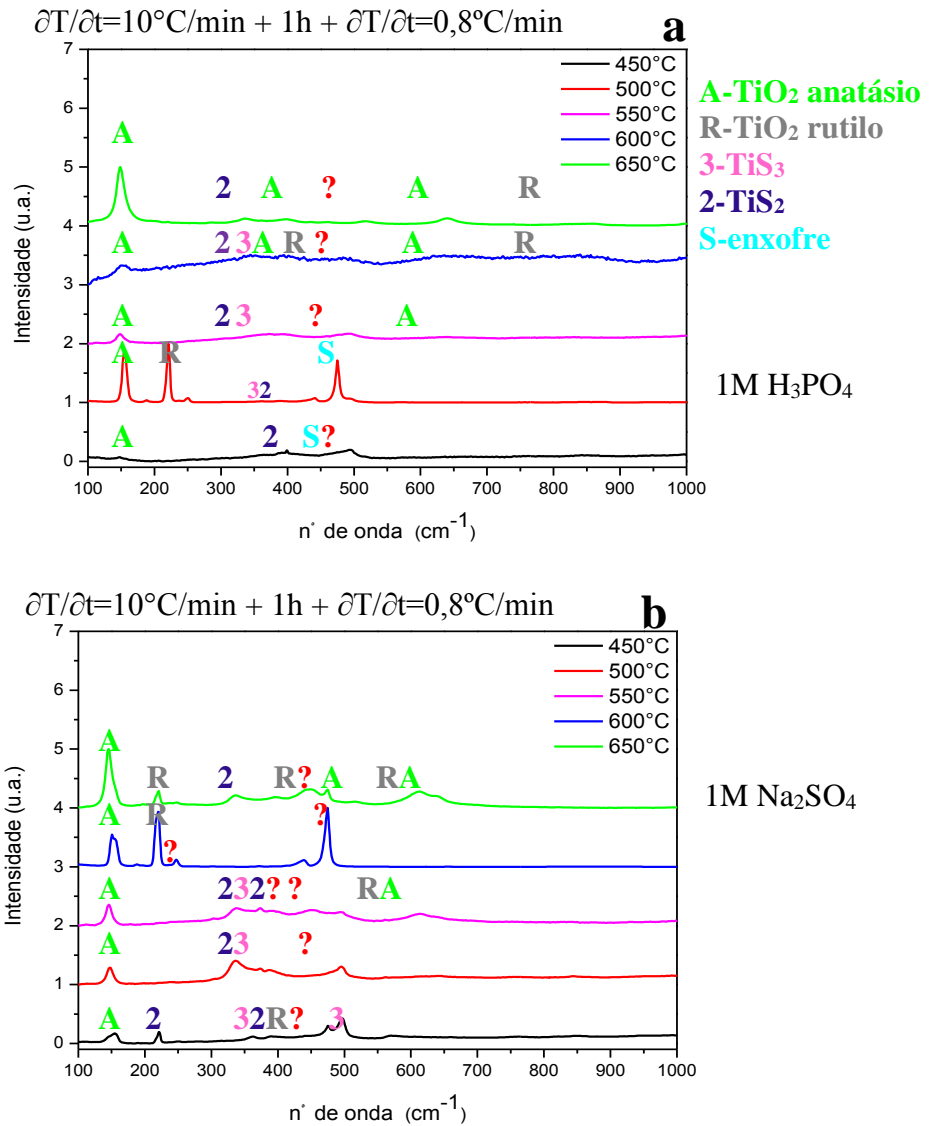 ∂T/∂t=10°C/min + 1h + ∂T/∂t=0,8ºC/min
a
7
6
5
4
3
2
1
0
Intensidade (u.a.)
450°C
500°C
550°C
600°C
650°C
A
2 A ? A R
A 2 3 A R ? A R
A 2 3 ? A
A R 3 2 S
A 2 S ?
100 200 300 400 500 600 700 800 900 1000
n° de onda (cm⁻¹)
A-TiO₂ anatásio
R-TiO₂ rutilo
3-TiS₃
2-TiS₂
S-enxofre
1M H₃PO₄
∂T/∂t=10°C/min + 1h + ∂T/∂t=0,8ºC/min
b
7
6
5
4
3
2
1
0
Intensidade (u.a.)
450°C
500°C
550°C
600°C
650°C
A
R 2 R ? A R A
A R ? ?
A 2 3 2 ? ? R A
A 2 3 ?
A 2 3 2 R ? 3
100 200 300 400 500 600 700 800 900 1000
n° de onda (cm⁻¹)
1M Na₂SO₄